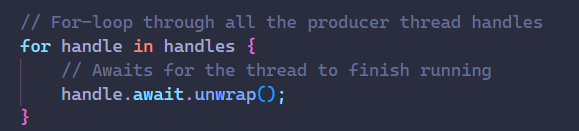 // For-loop through all the producer thread handles
for handle in handles {
    // Awaits for the thread to finish running
    handle.await.unwrap();
}